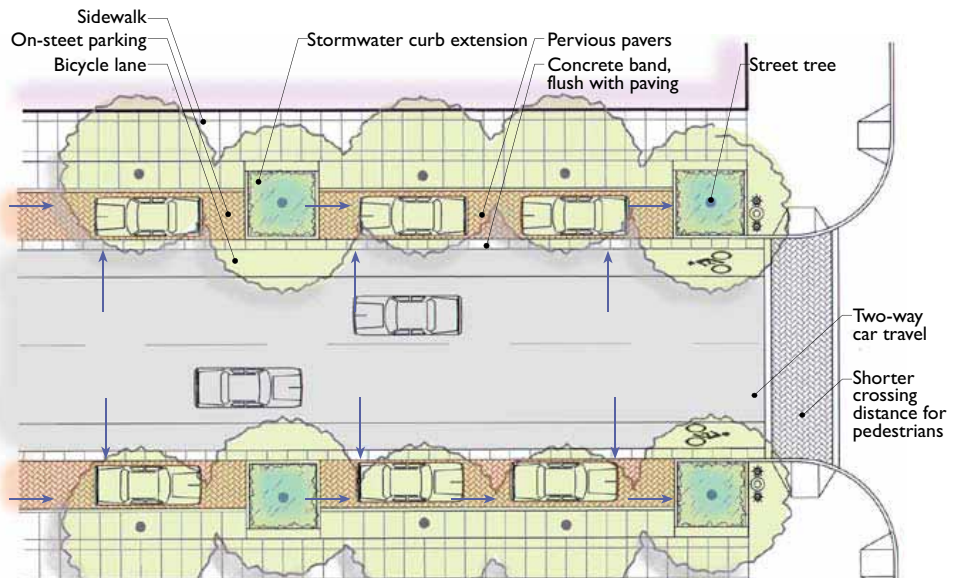 Sidewalk
On-steet parking
Bicycle lane
Stormwater curb extension
Pervious pavers
Concrete band,
flush with paving
Street tree
Two-way
car travel
Shorter
crossing
distance for
pedestrians